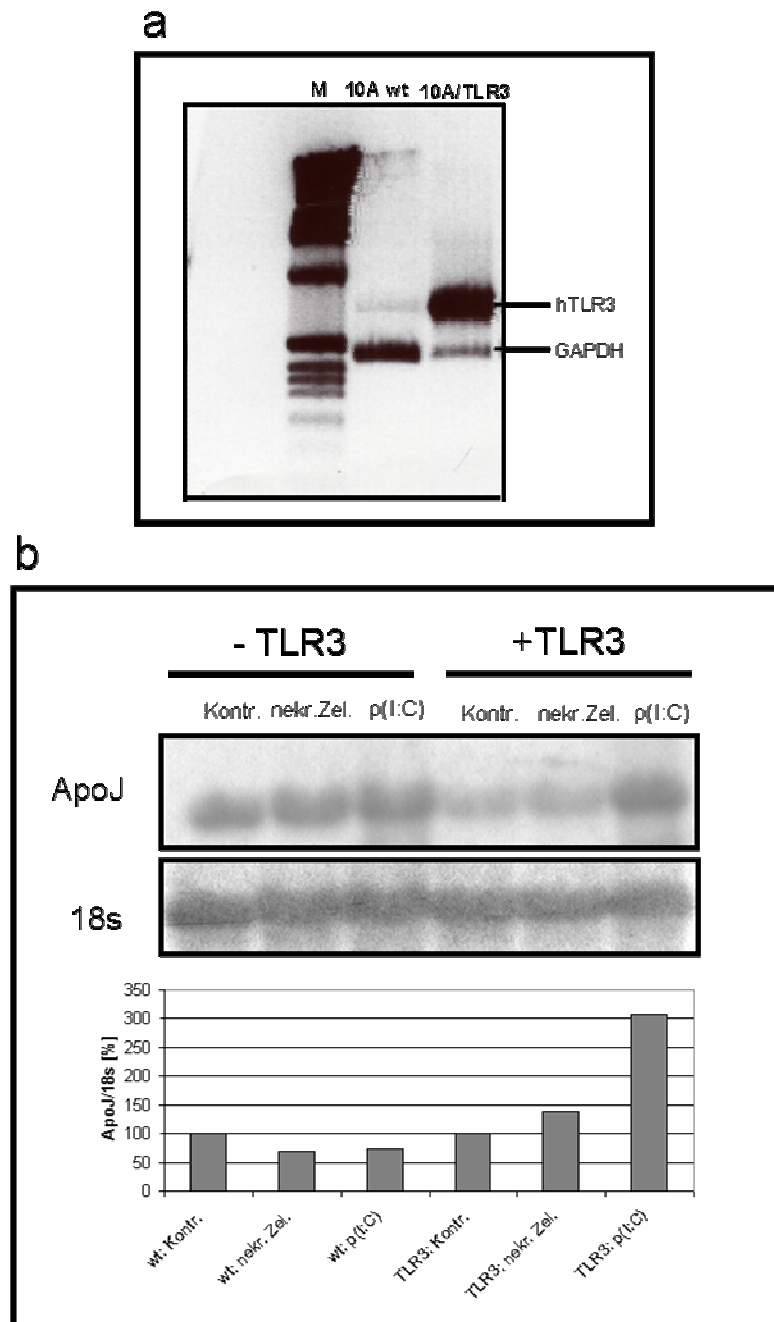 a
M 10A wt 10A/TLR3
hTLR3
GAPDH
b
- TLR3 +TLR3
Kontr. nekr.Zel. p(I:C) Kontr. nekr.Zel. p(I:C)
ApoJ
18s
ApoJ/18s [%]
350
300
250
200
150
100
50
0
wt: Kontr.
wt: nekr. Zel.
wt: p(I:C)
TLR3: Kontr.
TLR3: nekr. Zel.
TLR3: p(I:C)